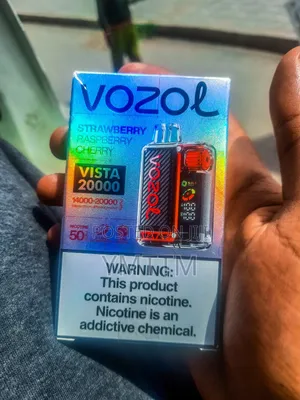 VOZOL
STRAWBERRY
RASPBERRY
CHERRY
VISTA
20000
14000-20000
NICOTINE
50
VOZOL
WARNING:
This product
contains nicotine.
Nicotine is an
addictive chemical.